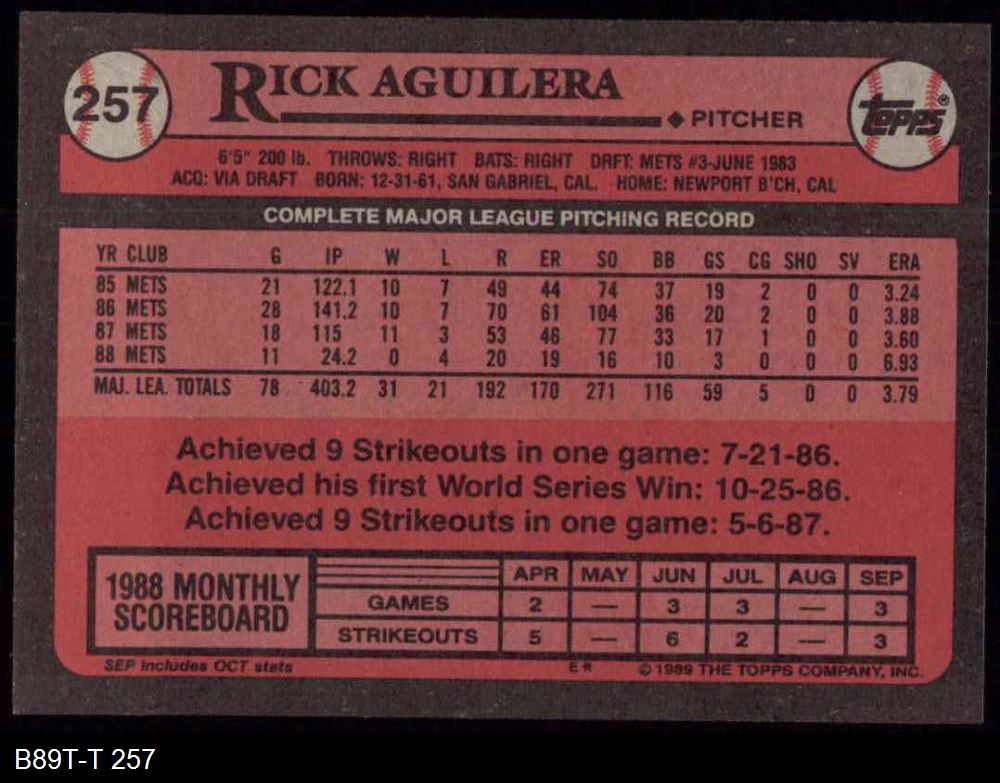 257
RICK AGUILERA
◆ PITCHER
Topps®
6'5" 200 lb. THROWS: RIGHT BATS: RIGHT DRFT: METS #3-JUNE 1983
ACQ: VIA DRAFT BORN: 12-31-61, SAN GABRIEL, CAL. HOME: NEWPORT B'CH, CAL
COMPLETE MAJOR LEAGUE PITCHING RECORD
YR CLUB G IP W L R ER SO BB GS CG SHO SV ERA
85 METS 21 122.1 10 7 49 44 74 37 19 2 0 0 3.24
86 METS 28 141.2 10 7 70 61 104 36 20 2 0 0 3.88
87 METS 18 115 11 3 53 46 77 33 17 1 0 0 3.60
88 METS 11 24.2 0 4 20 19 16 10 3 0 0 0 6.93
MAJ. LEA. TOTALS 78 403.2 31 21 192 170 271 116 59 5 0 0 3.79
Achieved 9 Strikeouts in one game: 7-21-86.
Achieved his first World Series Win: 10-25-86.
Achieved 9 Strikeouts in one game: 5-6-87.
1988 MONTHLY
SCOREBOARD
APR MAY JUN JUL AUG SEP
GAMES 2 — 3 3 — 3
STRIKEOUTS 5 — 6 2 — 3
SEP includes OCT stats
E* © 1989 THE TOPPS COMPANY, INC.
B89T-T 257